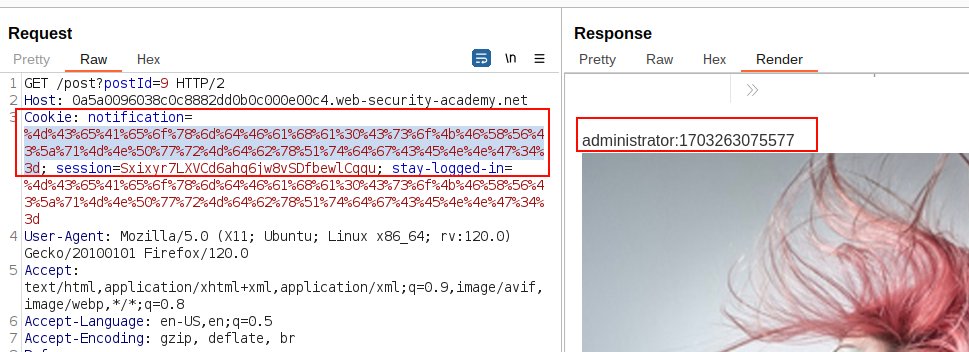 Request
Response
Pretty Raw Hex \n
Pretty Raw Hex Render
1 GET /post?postId=9 HTTP/2
2 Host: 0a5a0096038c0c8882dd0b0c000e00c4.web-security-academy.net
3 Cookie: notification=
%4d%43%65%41%65%6f%78%6d%64%46%61%68%61%30%43%73%6f%4b%46%58%56%4
3%5a%71%4d%4e%50%77%72%4d%64%62%78%51%74%64%67%43%45%4e%4e%47%34%
3d; session=Sxixyr7LXVCd6ahq6jw8vSDfbewlCqqu; stay-logged-in=
%4d%43%65%41%65%6f%78%6d%64%46%61%68%61%30%43%73%6f%4b%46%58%56%4
3%5a%71%4d%4e%50%77%72%4d%64%62%78%51%74%64%67%43%45%4e%4e%47%34%
3d
4 User-Agent: Mozilla/5.0 (X11; Ubuntu; Linux x86_64; rv:120.0)
Gecko/20100101 Firefox/120.0
5 Accept:
text/html,application/xhtml+xml,application/xml;q=0.9,image/avif,
image/webp,*/*;q=0.8
6 Accept-Language: en-US,en;q=0.5
7 Accept-Encoding: gzip, deflate, br
administrator:1703263075577